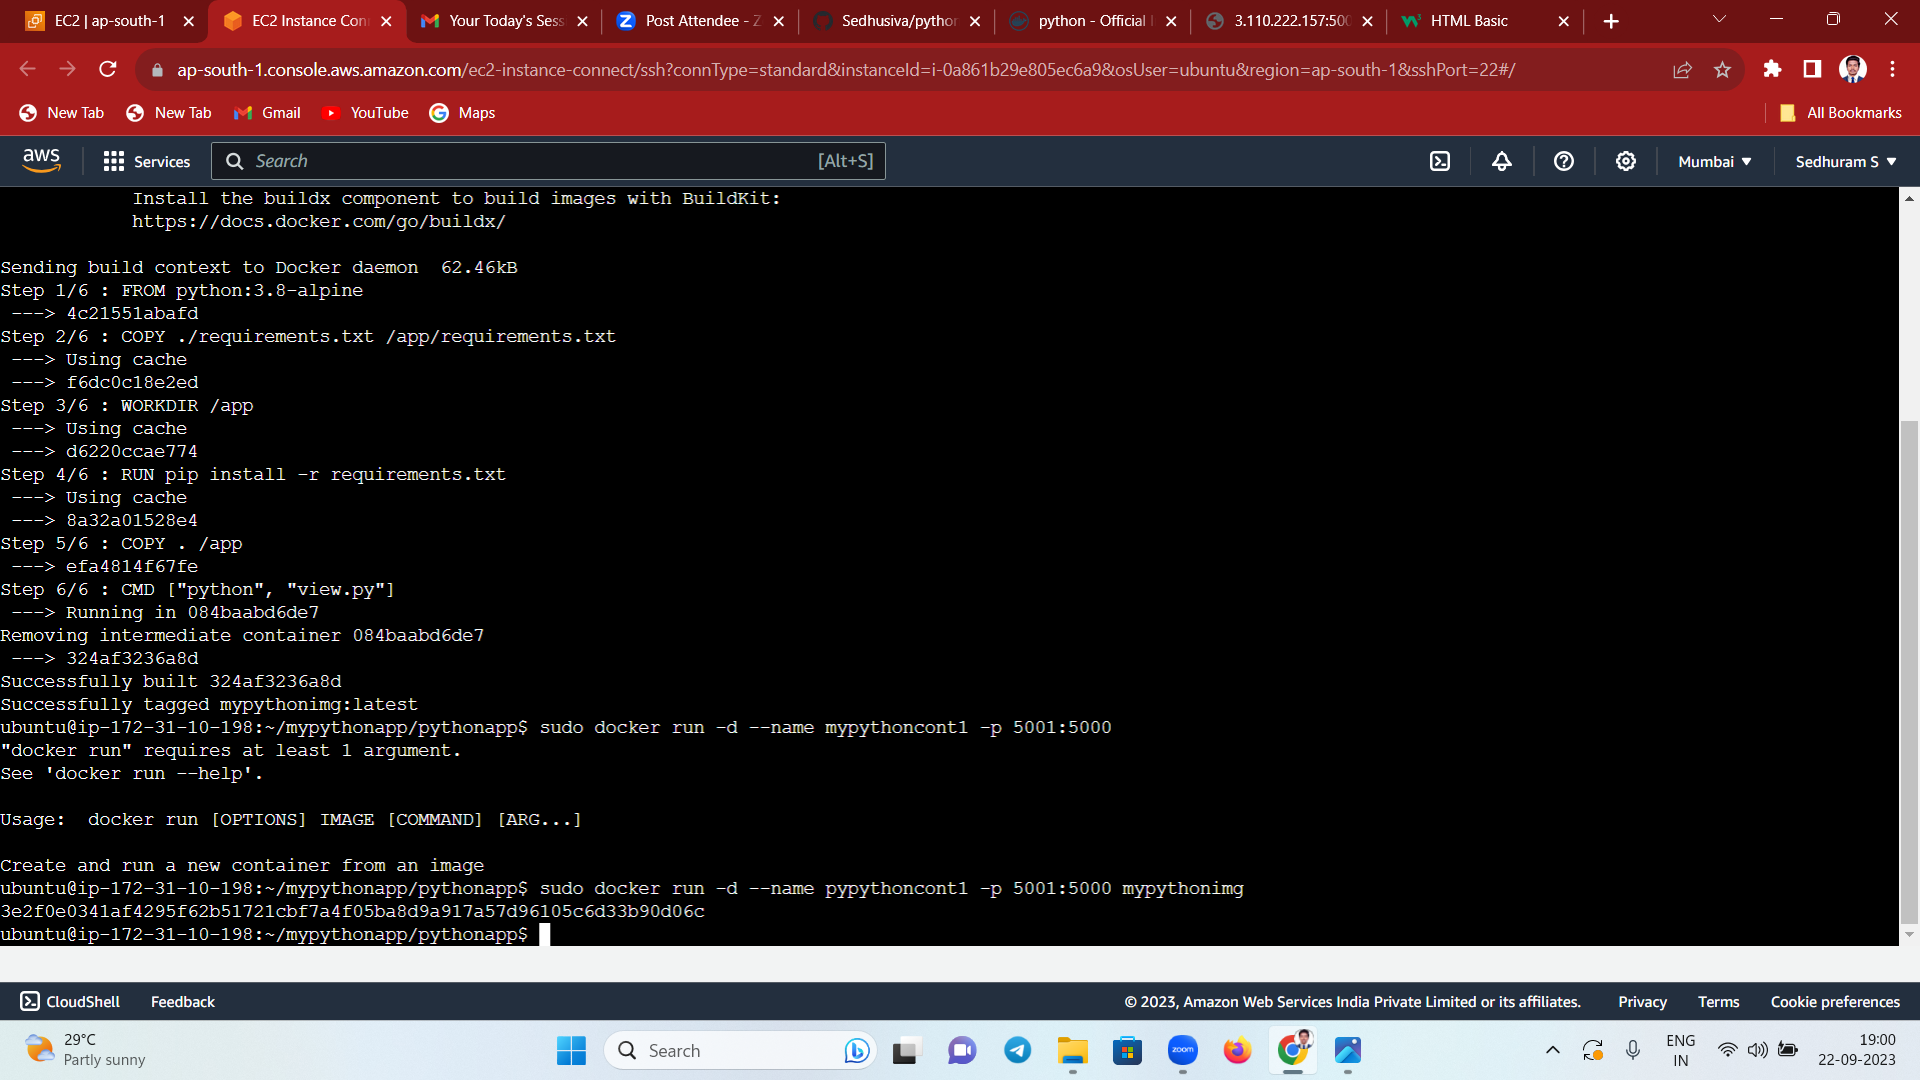 EC2 | ap-south-1
EC2 Instance Con
Your Today's Sess
Post Attendee - Z
Sedhusiva/pythor
python - Official
3.110.222.157:500
HTML Basic
ap-south-1.console.aws.amazon.com/ec2-instance-connect/ssh?connType=standard&instanceId=i-0a861b29e805ec6a9&osUser=ubuntu&region=ap-south-1&sshPort=22#/
New Tab
New Tab
Gmail
YouTube
Maps
All Bookmarks
aws
Services
Search
[Alt+S]
Mumbai
Sedhuram S
Install the buildx component to build images with BuildKit:
https://docs.docker.com/go/buildx/
Sending build context to Docker daemon  62.46kB
Step 1/6 : FROM python:3.8-alpine
 ---> 4c21551abafd
Step 2/6 : COPY ./requirements.txt /app/requirements.txt
 ---> Using cache
 ---> f6dc0c18e2ed
Step 3/6 : WORKDIR /app
 ---> Using cache
 ---> d6220ccae774
Step 4/6 : RUN pip install -r requirements.txt
 ---> Using cache
 ---> 8a32a01528e4
Step 5/6 : COPY . /app
 ---> efa4814f67fe
Step 6/6 : CMD ["python", "view.py"]
 ---> Running in 084baabd6de7
Removing intermediate container 084baabd6de7
 ---> 324af3236a8d
Successfully built 324af3236a8d
Successfully tagged mypythonimg:latest
ubuntu@ip-172-31-10-198:~/mypythonapp/pythonapp$ sudo docker run -d --name mypythoncont1 -p 5001:5000
"docker run" requires at least 1 argument.
See 'docker run --help'.
Usage:  docker run [OPTIONS] IMAGE [COMMAND] [ARG...]
Create and run a new container from an image
ubuntu@ip-172-31-10-198:~/mypythonapp/pythonapp$ sudo docker run -d --name pypythoncont1 -p 5001:5000 mypythonimg
3e2f0e0341af4295f62b51721cbf7a4f05ba8d9a917a57d96105c6d33b90d06c
ubuntu@ip-172-31-10-198:~/mypythonapp/pythonapp$
CloudShell
Feedback
© 2023, Amazon Web Services India Private Limited or its affiliates.
Privacy
Terms
Cookie preferences
29°C
Partly sunny
Search
zoom
ENG
IN
19:00
22-09-2023